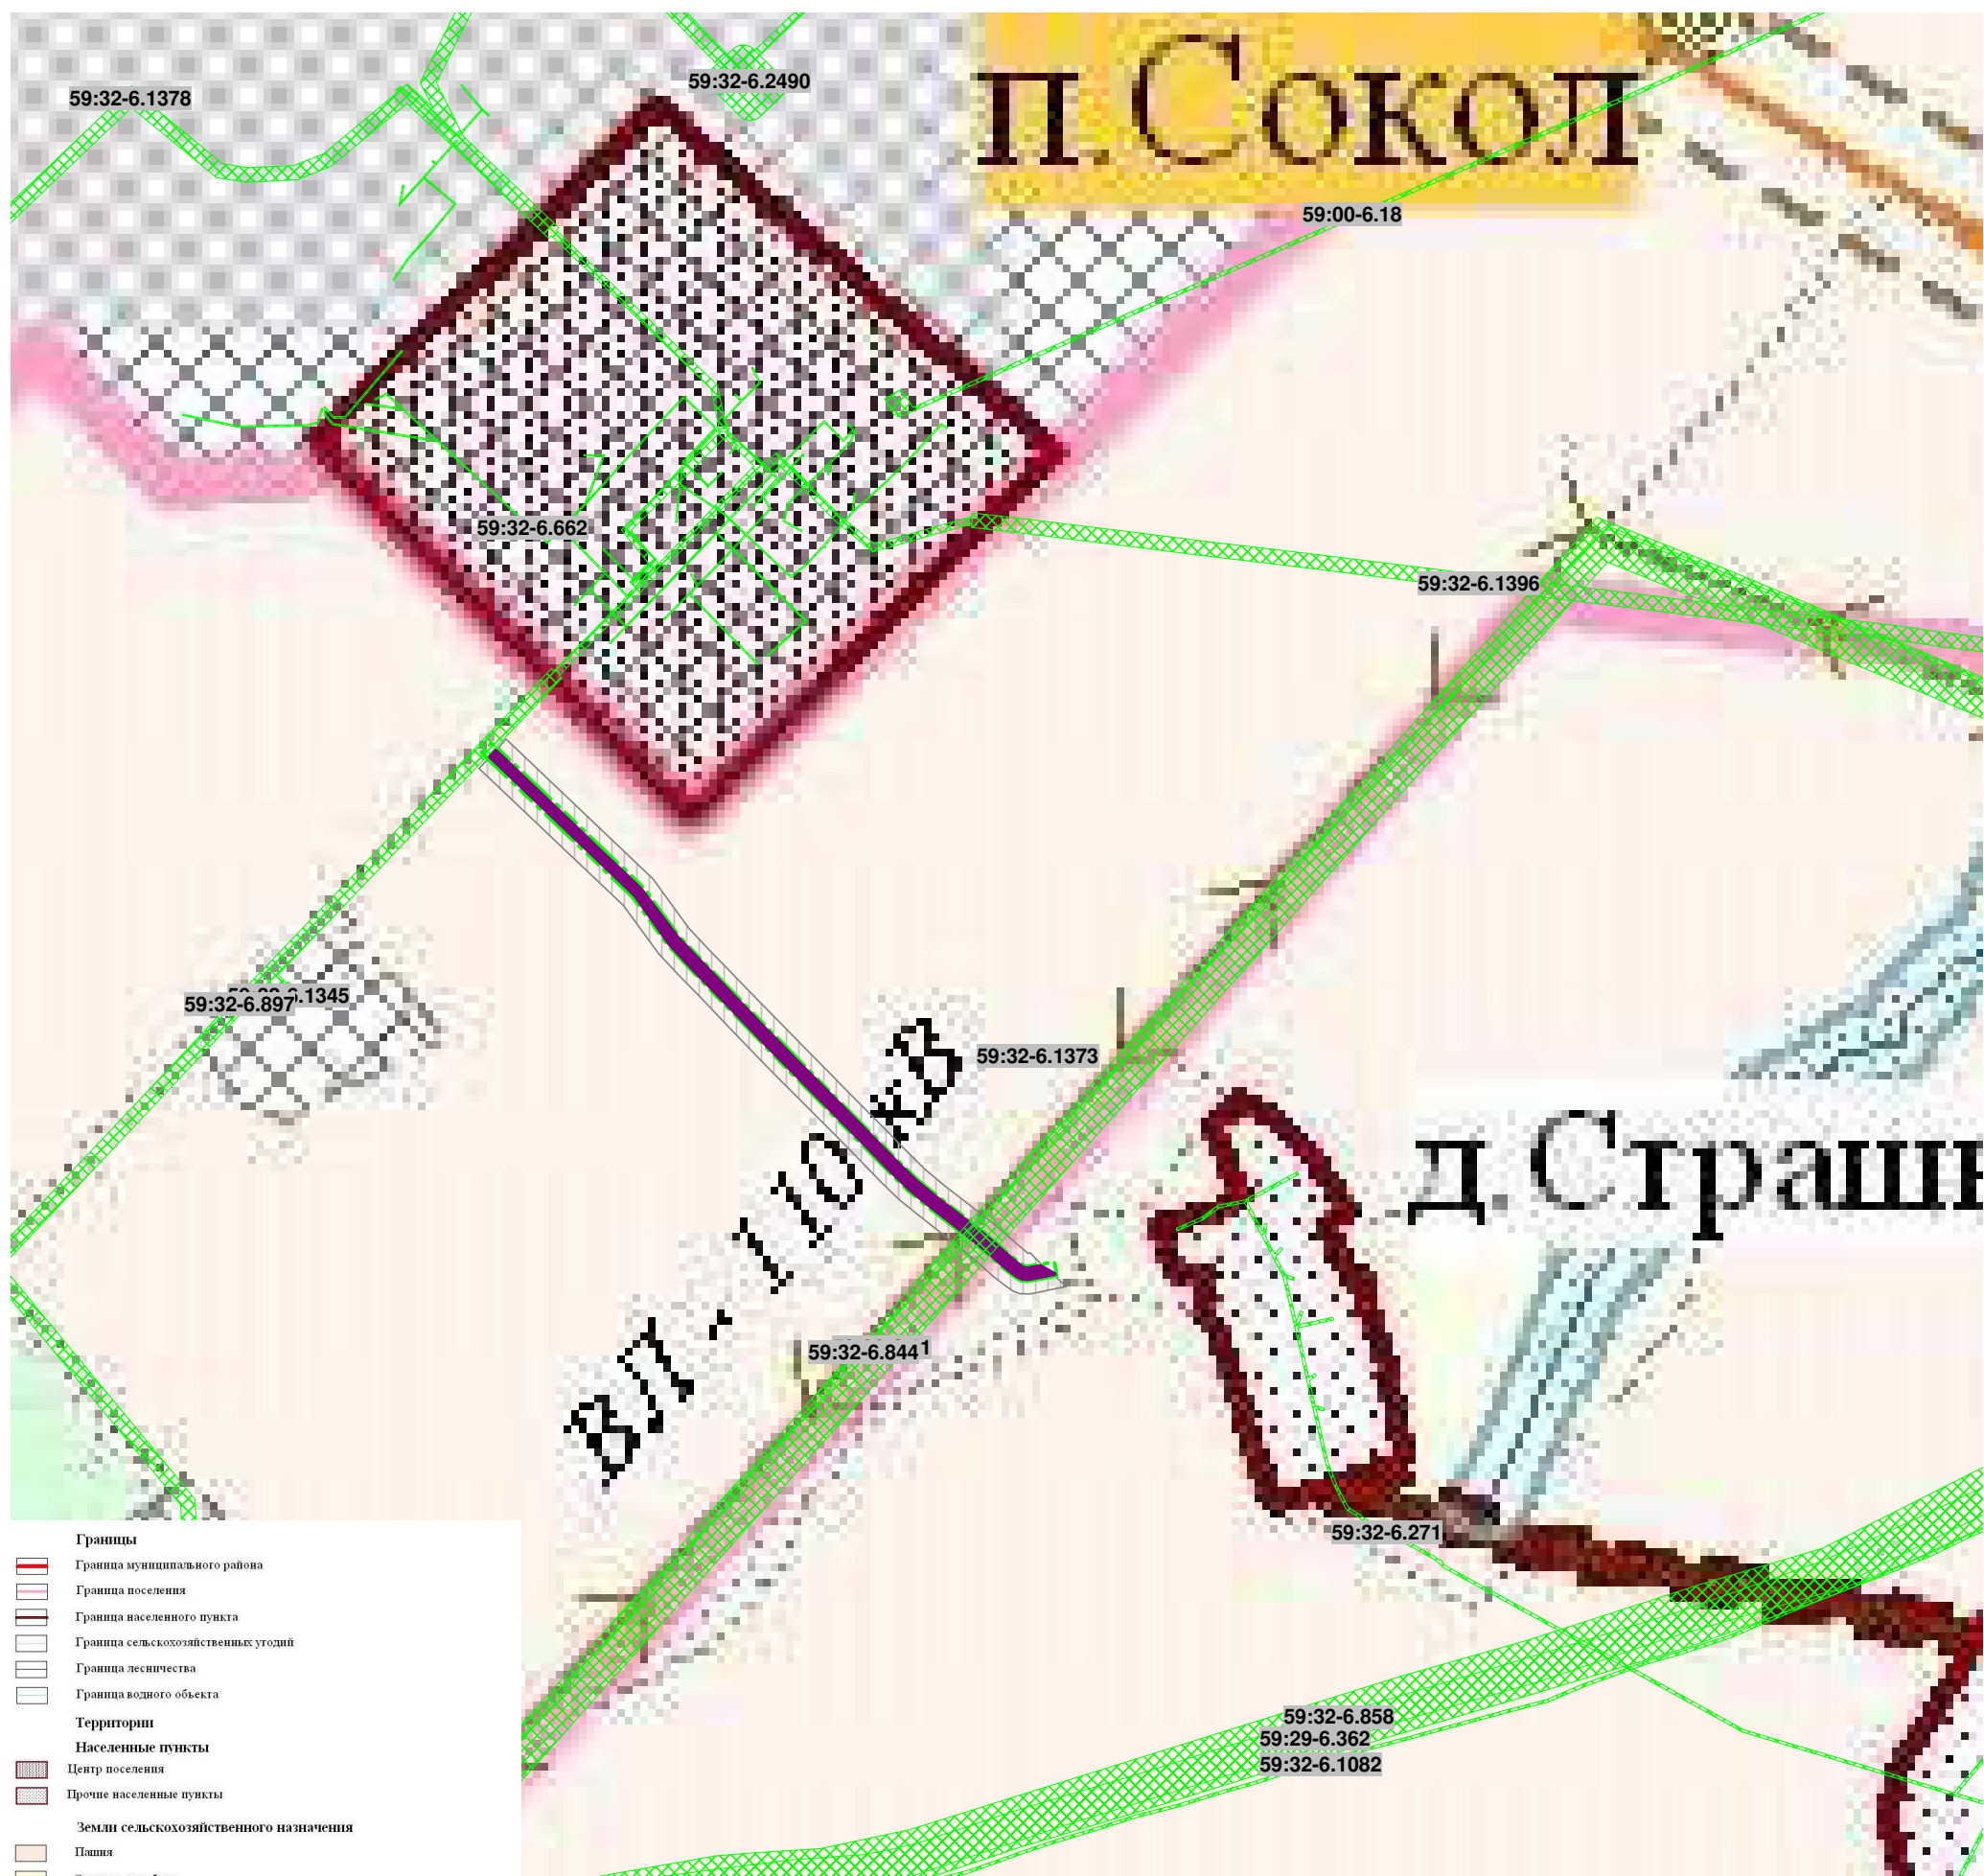 59:32-6.2490
59:32-6.1378
п.Сокол
59:00-6.18
59:32-6.662
59:32-6.1396
59:32-6.897
6.1345
59:32-6.1373
ВЛ - 110 кВ
д.Страшн
59:32-6.844
59:32-6.271
59:32-6.858
59:29-6.362
59:32-6.1082
Границы
Граница муниципального района
Граница поселения
Граница населенного пункта
Граница сельскохозяйственных угодий
Граница лесничества
Граница водного объекта
Территории
Населенные пункты
Центр поселения
Прочие населенные пункты
Земли сельскохозяйственного назначения
Пашня